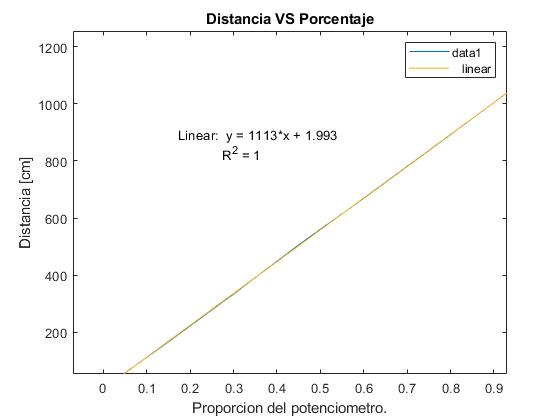 Distancia VS Porcentaje
1200
1000
800
600
400
200
Distancia [cm]
data1
linear
Linear: y = 1113*x + 1.993
R2 = 1
0 0.1 0.2 0.3 0.4 0.5 0.6 0.7 0.8 0.9
Proporcion del potenciometro.